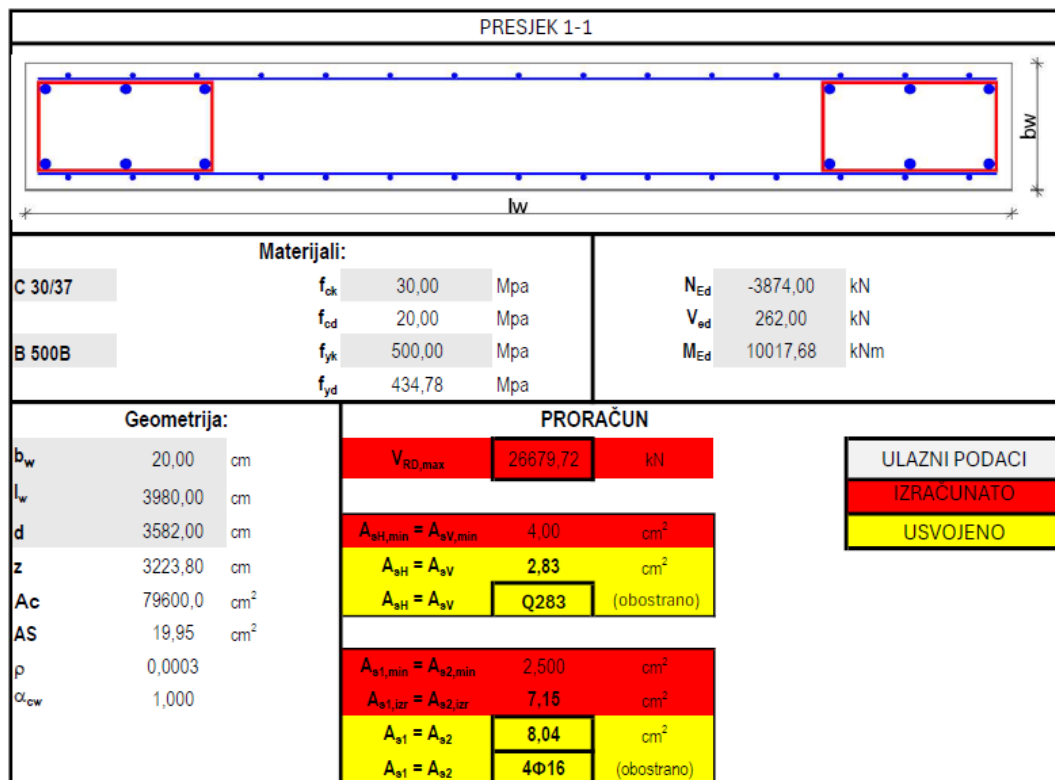 PRESJEK 1-1
bw
lw
Materijali:
C 30/37 fck 30,00 Mpa NEd -3874,00 kN
fcd 20,00 Mpa Ved 262,00 kN
B 500B fyk 500,00 Mpa MEd 10017,68 kNm
fyd 434,78 Mpa
Geometrija: PRORAČUN
bw 20,00 cm VRD,max 26679,72 kN ULAZNI PODACI
lw 3980,00 cm IZRAČUNATO
d 3582,00 cm AsH,min = AsV,min 4,00 cm² USVOJENO
z 3223,80 cm AsH = AsV 2,83 cm²
Ac 79600,0 cm² AsH = AsV Q283 (obostrano)
AS 19,95 cm²
ρ 0,0003 As1,min = As2,min 2,500 cm²
αcw 1,000 As1,izr = As2,izr 7,15 cm²
As1 = As2 8,04 cm²
As1 = As2 4Φ16 (obostrano)